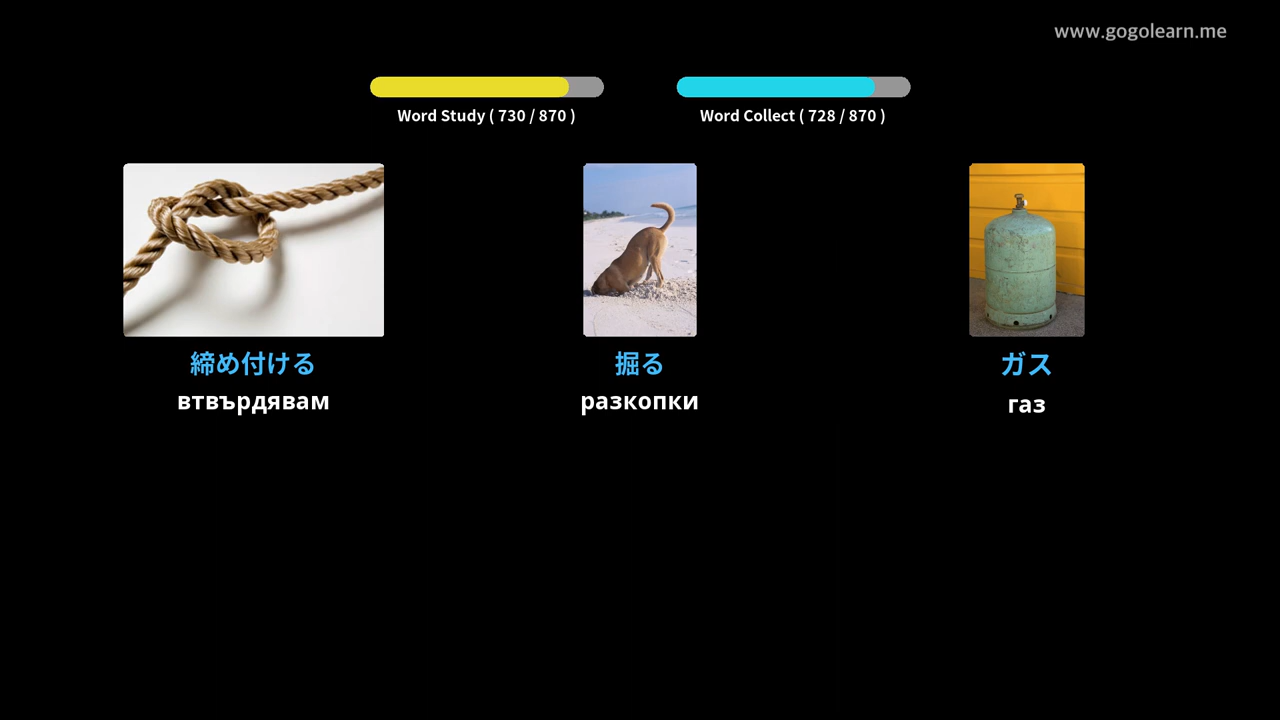 www.gogolearn.me
Word Study ( 730 / 870 )
Word Collect ( 728 / 870 )
締め付ける
掘る
ガス
втвърдявам
разкопки
газ